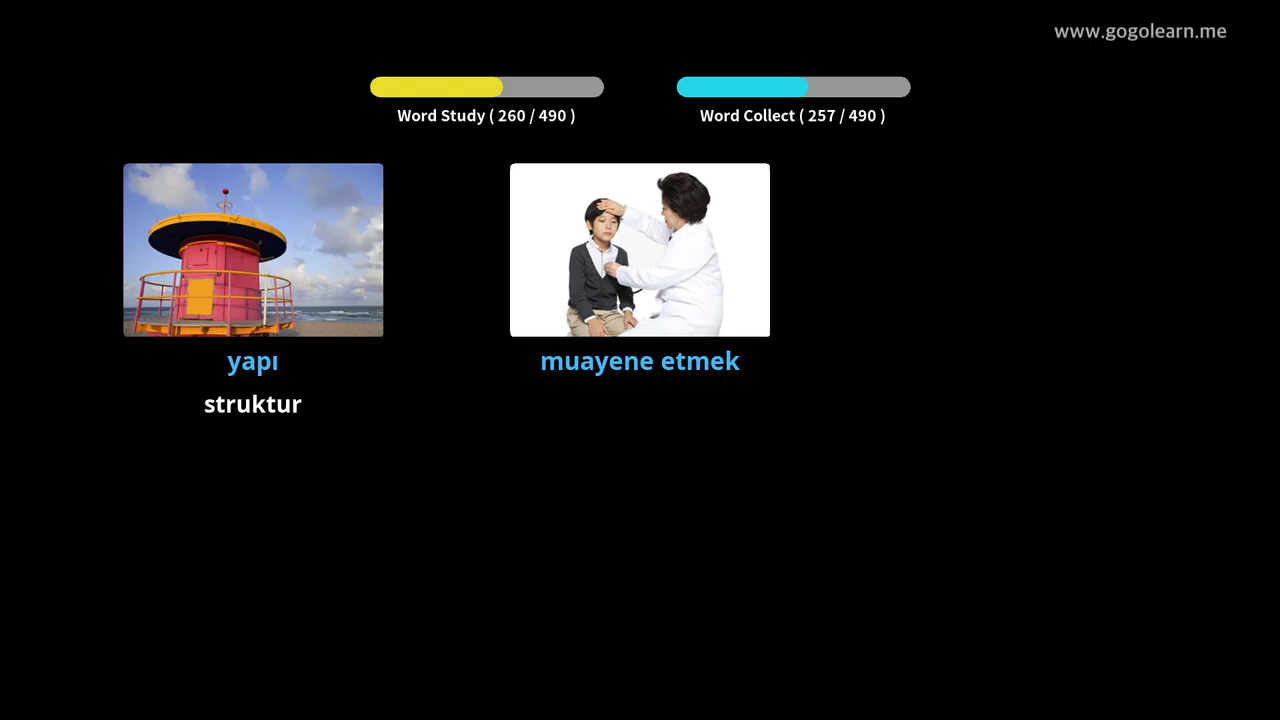 www.gogolearn.me
Word Study ( 260 / 490 )
Word Collect ( 257 / 490 )
yapı
muayene etmek
struktur